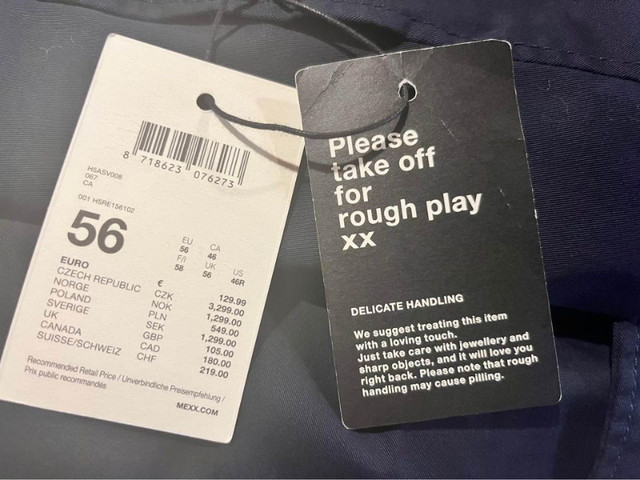 8 718623 076273
HSASV008
067
CA
001 H5RE156102
56
EU CA
56 46
F/I UK US
58 56 46R
EURO € 129.99
CZECH REPUBLIC CZK 3,299.00
NORGE NOK 1,299.00
POLAND PLN 549.00
SVERIGE SEK 1,299.00
UK GBP 105.00
CANADA CAD 180.00
SUISSE/SCHWEIZ CHF 219.00
Recommended Retail Price / Unverbindliche Preisempfehlung /
Prix public recommandés
MEXX.COM
Please
take off
for
rough play
xx
DELICATE HANDLING
We suggest treating this item
with a loving touch.
Just take care with jewellery and
sharp objects, and it will love you
right back. Please note that rough
handling may cause pilling.